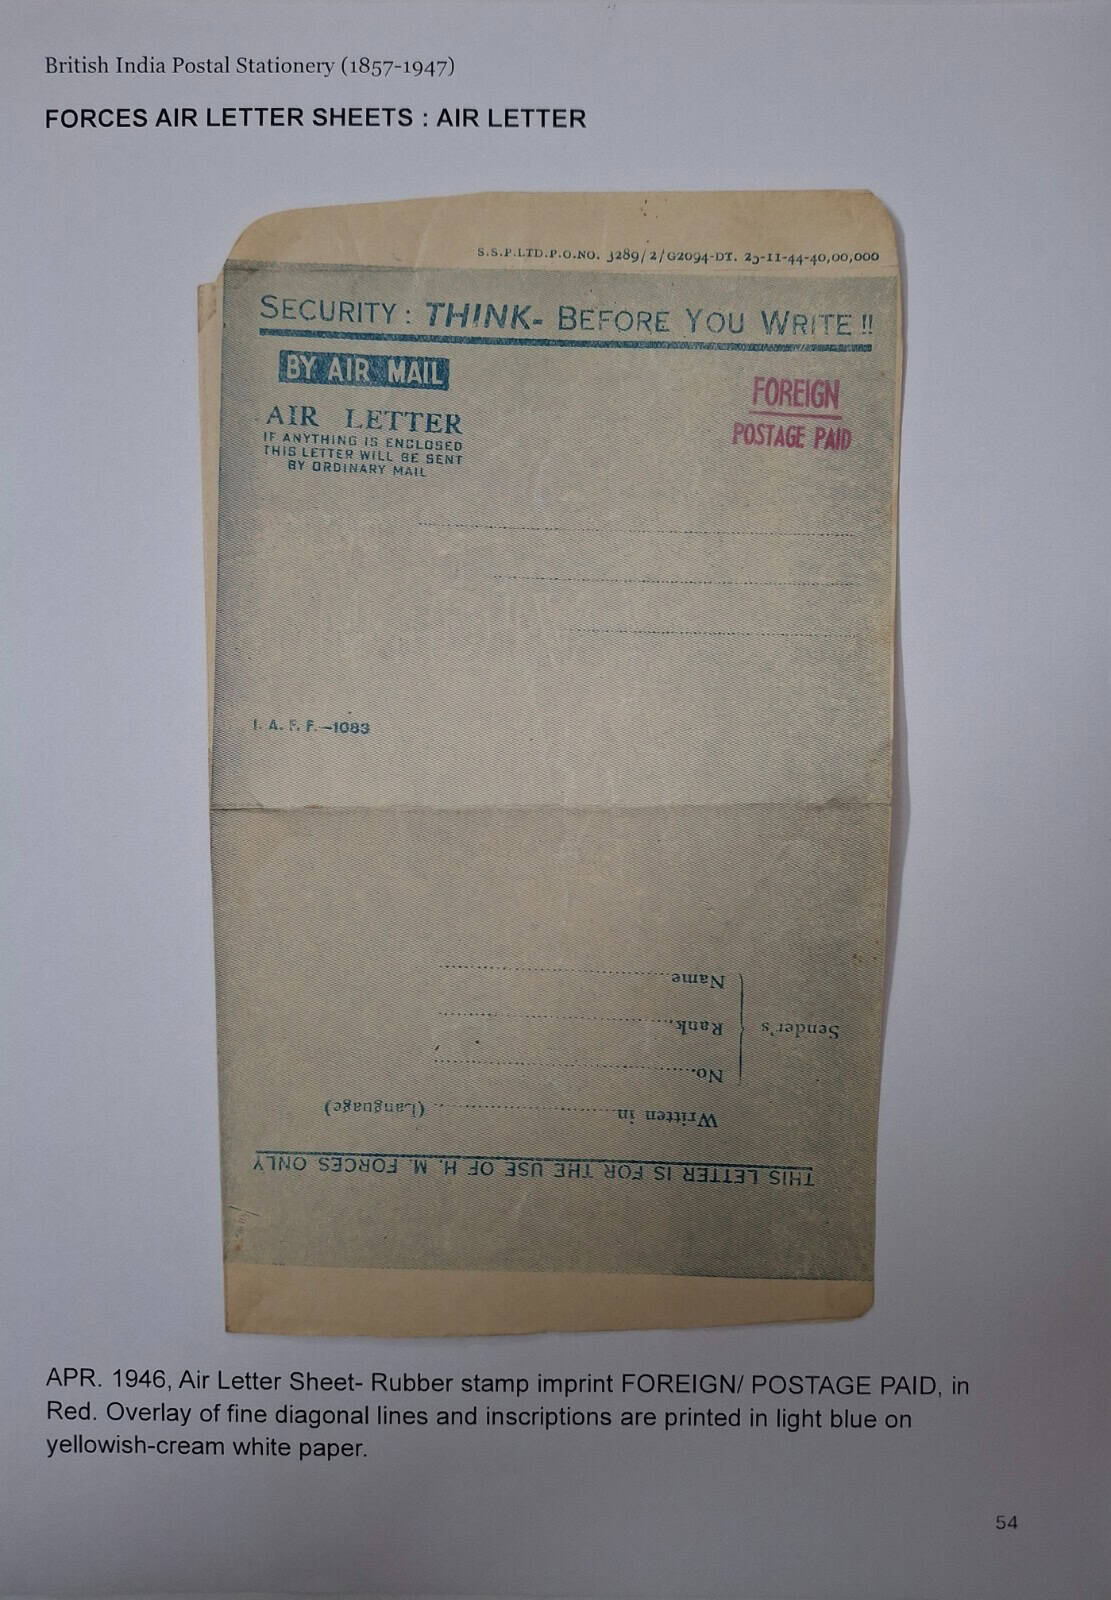 British India Postal Stationery (1857-1947)
FORCES AIR LETTER SHEETS : AIR LETTER
S.S.P.LTD.P.O.NO. 3289/2/G2094-DT. 23-11-44-40,00,000
SECURITY: THINK- BEFORE YOU WRITE !!
BY AIR MAIL
AIR LETTER
IF ANYTHING IS ENCLOSED
THIS LETTER WILL BE SENT
BY ORDINARY MAIL
FOREIGN
POSTAGE PAID
I. A. F. F.—1083
Name
Sender's
Rank
No.
Written in (Language)
THIS LETTER IS FOR THE USE OF H. M. FORCES ONLY
APR. 1946, Air Letter Sheet- Rubber stamp imprint FOREIGN/ POSTAGE PAID, in
Red. Overlay of fine diagonal lines and inscriptions are printed in light blue on
yellowish-cream white paper.
54